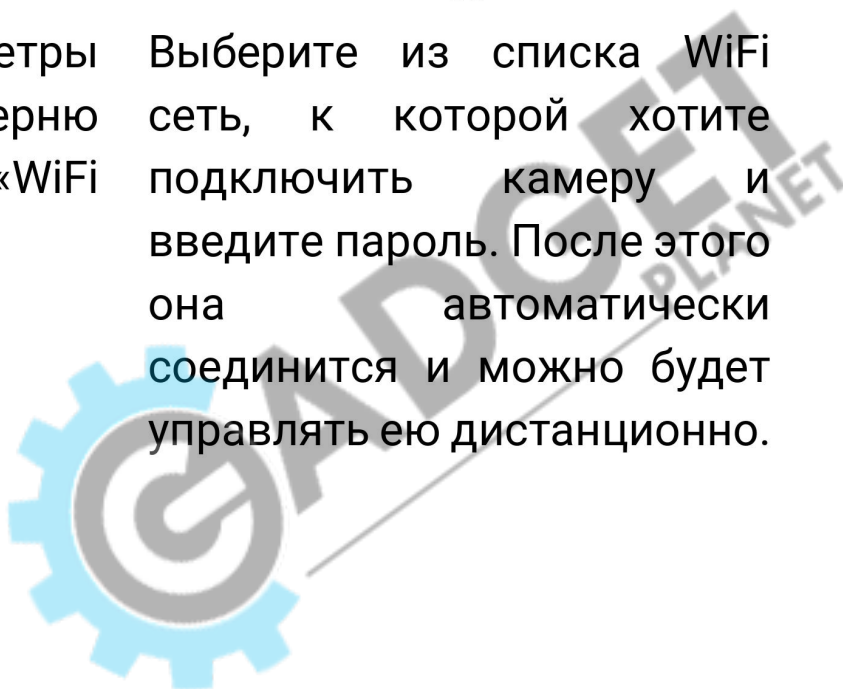 етры
ерню
«WiFi
Выберите из списка WiFi
сеть, к которой хотите
подключить камеру и
введите пароль. После этого
она автоматически
соединится и можно будет
управлять ею дистанционно.
GADGET
PLANET